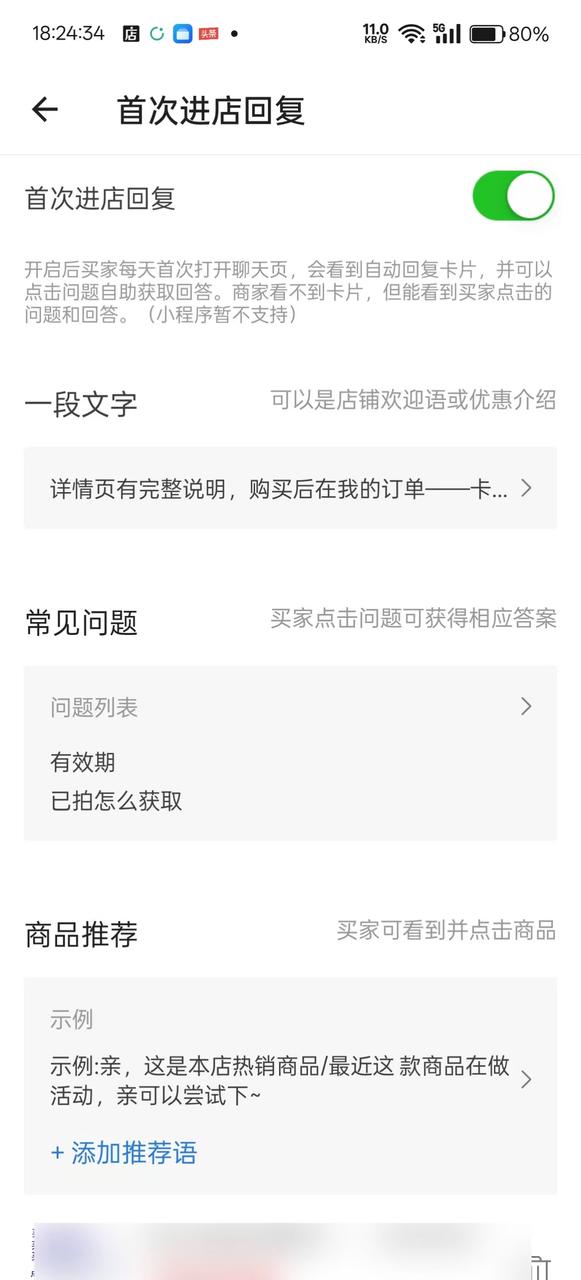 18:24:34 店 头条 11.0 KB/S 5G 80%
首次进店回复
首次进店回复
开启后买家每天首次打开聊天页，会看到自动回复卡片，并可以
点击问题自助获取回答。商家看不到卡片，但能看到买家点击的
问题和回答。（小程序暂不支持）
一段文字 可以是店铺欢迎语或优惠介绍
详情页有完整说明，购买后在我的订单——卡...
常见问题 买家点击问题可获得相应答案
问题列表
有效期
已拍怎么获取
商品推荐 买家可看到并点击商品
示例
示例:亲，这是本店热销商品/最近这 款商品在做
活动，亲可以尝试下~
+ 添加推荐语